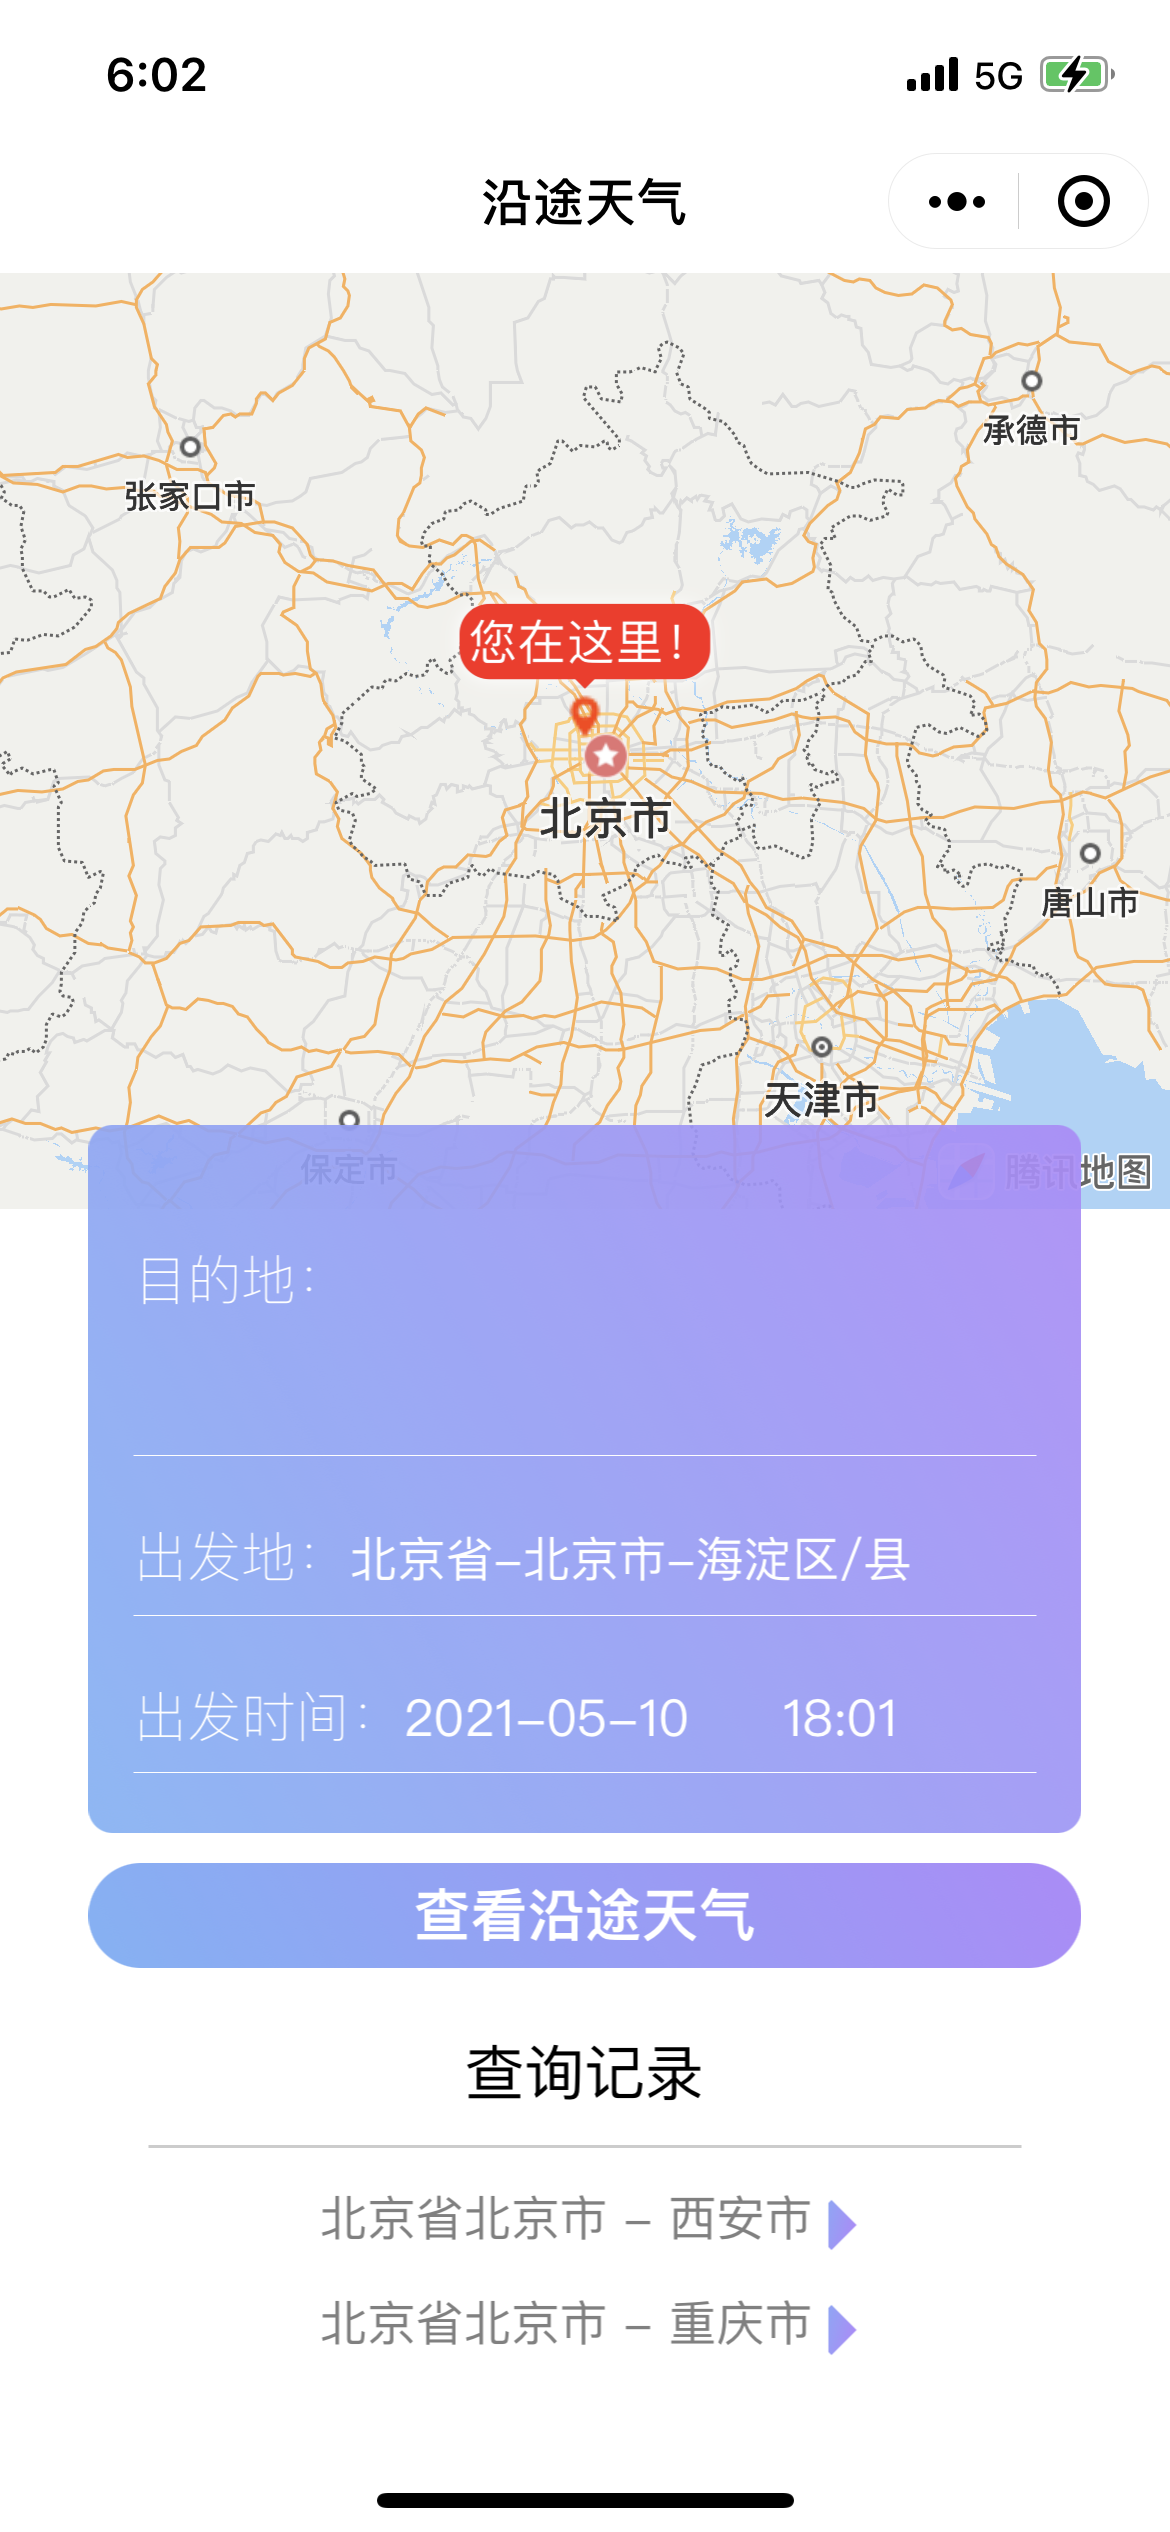 6:02
5G
沿途天气
承德市
张家口市
您在这里！
北京市
唐山市
天津市
保定市
腾讯地图
目的地：
出发地：北京省-北京市-海淀区/县
出发时间：2021-05-10 18:01
查看沿途天气
查询记录
北京省北京市 - 西安市
北京省北京市 - 重庆市